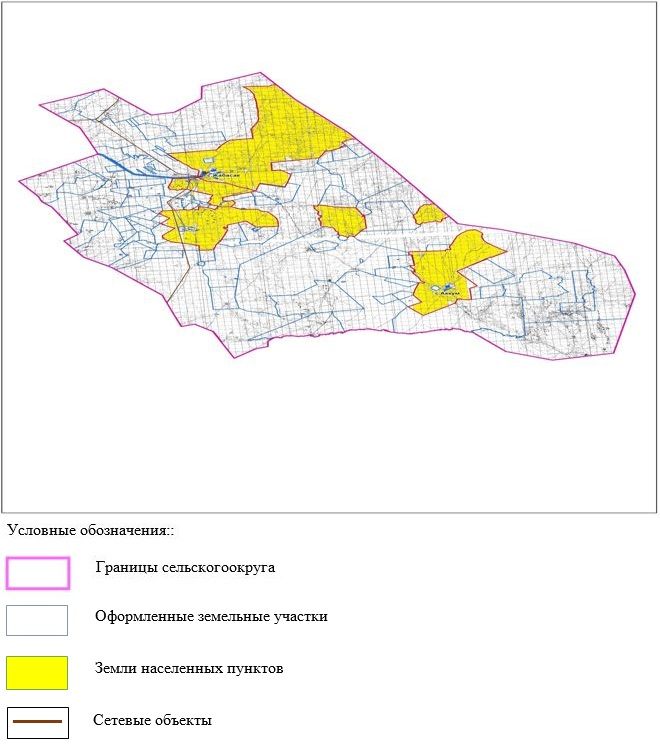 Условные обозначения::
Границы сельскогоокруга
Оформленные земельные участки
Земли населенных пунктов
Сетевые объекты